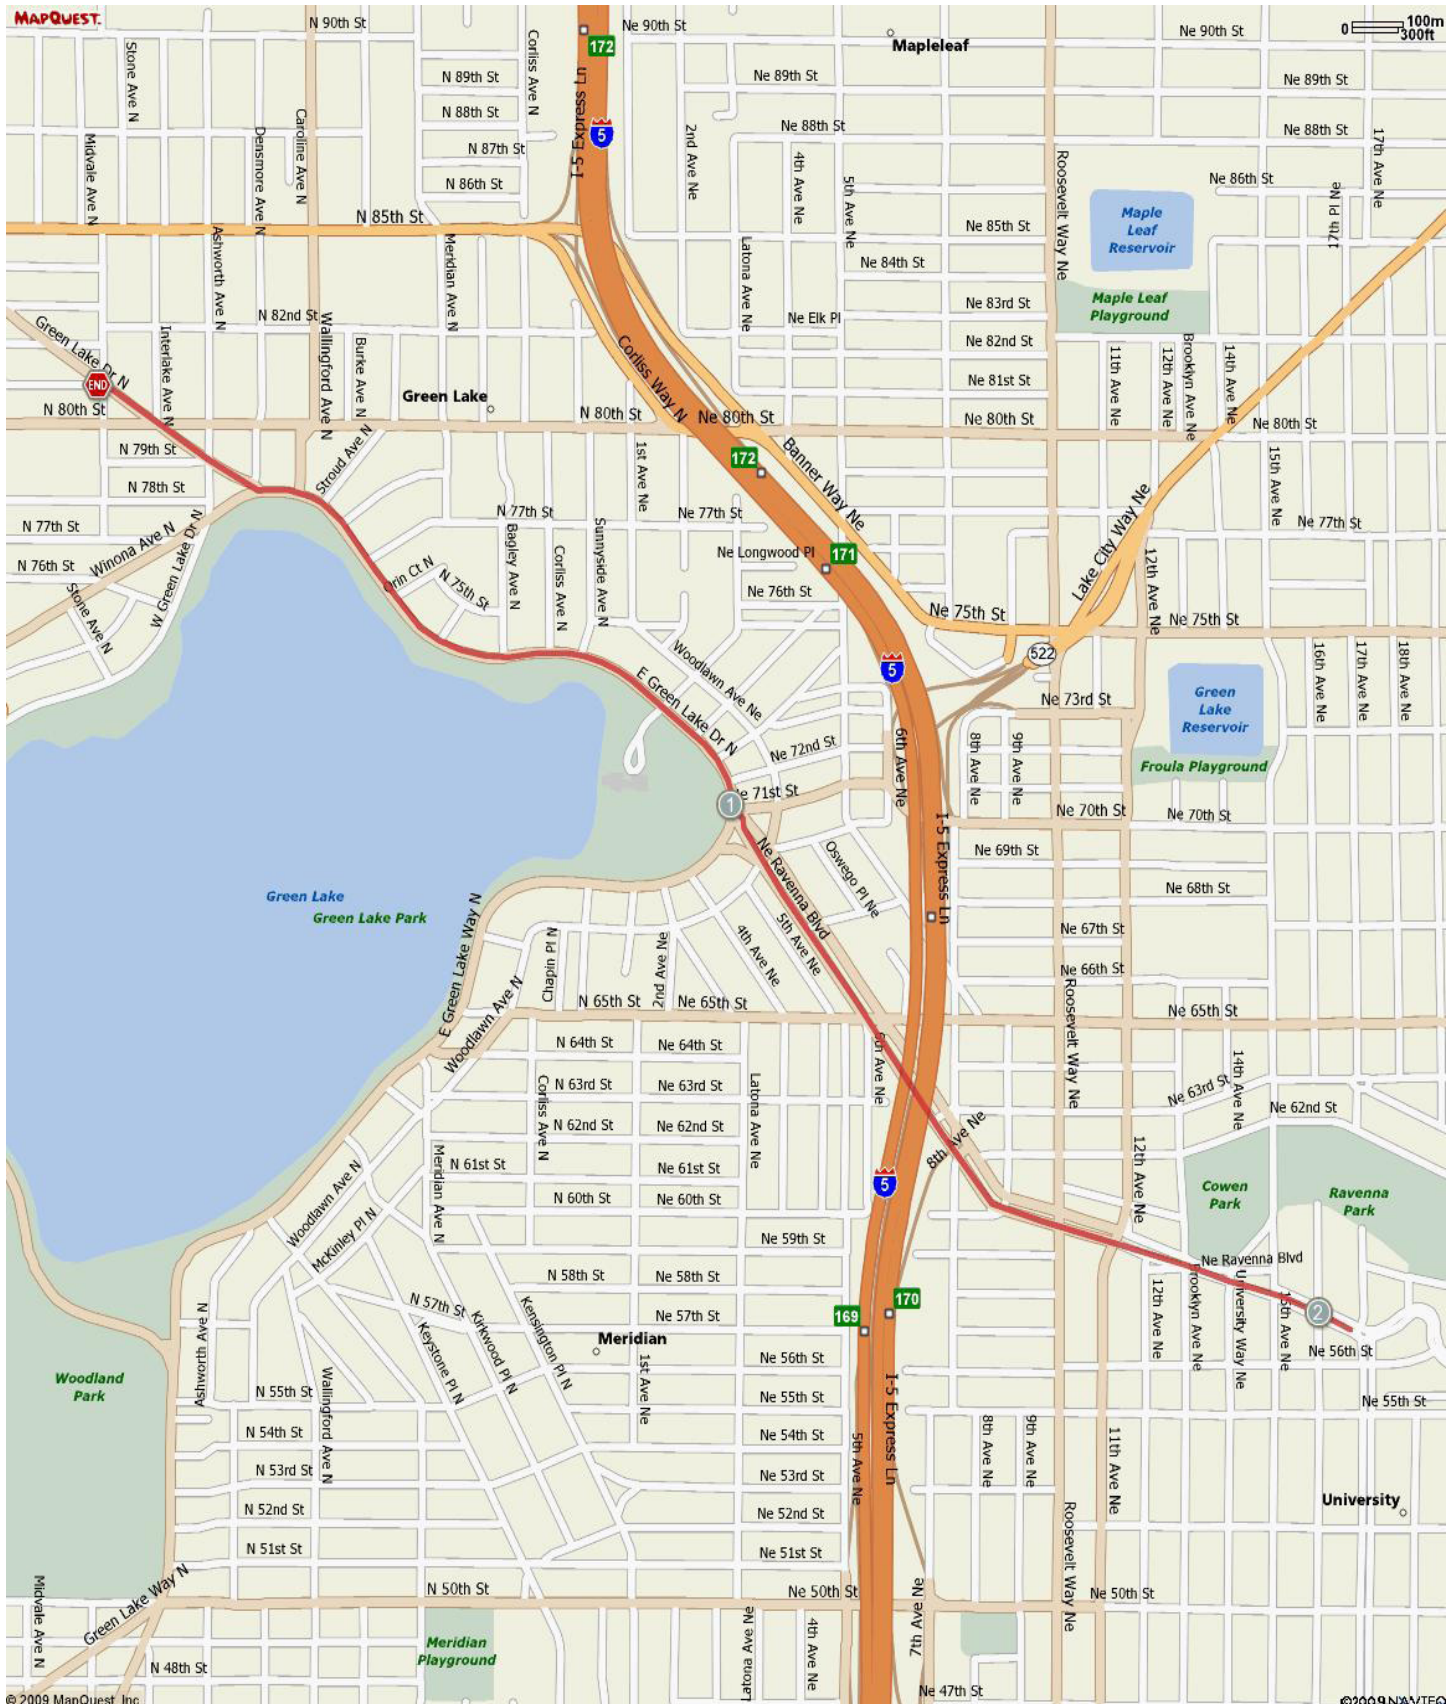 MAPQUEST.
N 90th St
Ne 90th St
Mapleleaf
Ne 90th St
0 100m
300ft
172
Stone Ave N
Corliss Ave N
N 89th St
Ne 89th St
Ne 89th St
I-5 Express Ln
N 88th St
Caroline Ave N
Densmore Ave N
Midvale Ave N
5
2nd Ave Ne
Ne 88th St
Ne 88th St
17th Ave Ne
N 87th St
4th Ave Ne
Roosevelt Way Ne
N 86th St
5th Ave Ne
Ne 86th St
17th Pl Ne
N 85th St
Maple
Leaf
Reservoir
Ne 85th St
Ashworth Ave N
Meridian Ave N
Latona Ave Ne
Ne 84th St
Maple Leaf
Playground
Ne 83rd St
N 82nd St
Ne Elk Pl
Green Lake Dr N
Interlake Ave N
Wallingford Ave N
Burke Ave N
Corliss Way N
Ne 82nd St
11th Ave Ne
12th Ave Ne
Brooklyn Ave Ne
14th Ave Ne
END
Green Lake
Ne 81st St
N 80th St
N 80th St
Ne 80th St
Ne 80th St
Ne 80th St
N 79th St
Stroud Ave N
1st Ave Ne
172
Banner Way Ne
15th Ave Ne
N 78th St
N 77th St
Winona Ave N
W Green Lake Dr N
N 77th St
Ne 77th St
Lake City Way Ne
Ne 77th St
Bagley Ave N
Corliss Ave N
Sunnyside Ave N
Ne Longwood Pl
171
12th Ave Ne
N 76th St
Orin Ct N
N 75th St
Ne 76th St
Stone Ave N
Ne 75th St
Ne 75th St
522
Woodlawn Ave Ne
E Green Lake Dr N
5
16th Ave Ne
17th Ave Ne
18th Ave Ne
Green
Lake
Reservoir
Ne 73rd St
6th Ave Ne
8th Ave Ne
9th Ave Ne
Ne 72nd St
Froula Playground
Ne 71st St
1
I-5 Express Ln
Ne 70th St
Ne 70th St
Ne Ravenna Blvd
Oswego Pl Ne
Ne 69th St
Ne 68th St
Green Lake
Green Lake Park
E Green Lake Way N
5th Ave Ne
4th Ave Ne
Ne 67th St
Chapin Pl N
2nd Ave Ne
Ne 66th St
Woodlawn Ave N
N 65th St
Ne 65th St
Roosevelt Way Ne
Ne 65th St
N 64th St
Ne 64th St
6th Ave Ne
14th Ave Ne
Corliss Ave N
N 63rd St
Ne 63rd St
Latona Ave Ne
Ne 63rd St
Ne 62nd St
N 62nd St
Ne 62nd St
8th Ave Ne
12th Ave Ne
Meridian Ave N
N 61st St
Ne 61st St
Woodlawn Ave N
5
Cowen
Park
Ravenna
Park
N 60th St
Ne 60th St
McKinley Pl N
Ne 59th St
Ne Ravenna Blvd
N 58th St
Ne 58th St
N 57th St
Kirkwood Pl N
Kensington Pl N
Keystone Pl N
Ne 57th St
169
170
12th Ave Ne
Brooklyn Ave Ne
University Way Ne
15th Ave Ne
2
Ashworth Ave N
Meridian
Ne 56th St
Ne 56th St
Woodland
Park
Wallingford Ave N
1st Ave Ne
N 55th St
Ne 55th St
I-5 Express Ln
Ne 55th St
N 54th St
Ne 54th St
5th Ave Ne
8th Ave Ne
9th Ave Ne
11th Ave Ne
N 53rd St
Ne 53rd St
N 52nd St
Ne 52nd St
Roosevelt Way Ne
University
N 51st St
Ne 51st St
Midvale Ave N
Green Lake Way N
N 50th St
Ne 50th St
7th Ave Ne
Ne 50th St
Latona Ave Ne
4th Ave Ne
Meridian
Playground
N 48th St
Ne 47th St
© 2009 MapQuest Inc
©2009 NAVTEQ